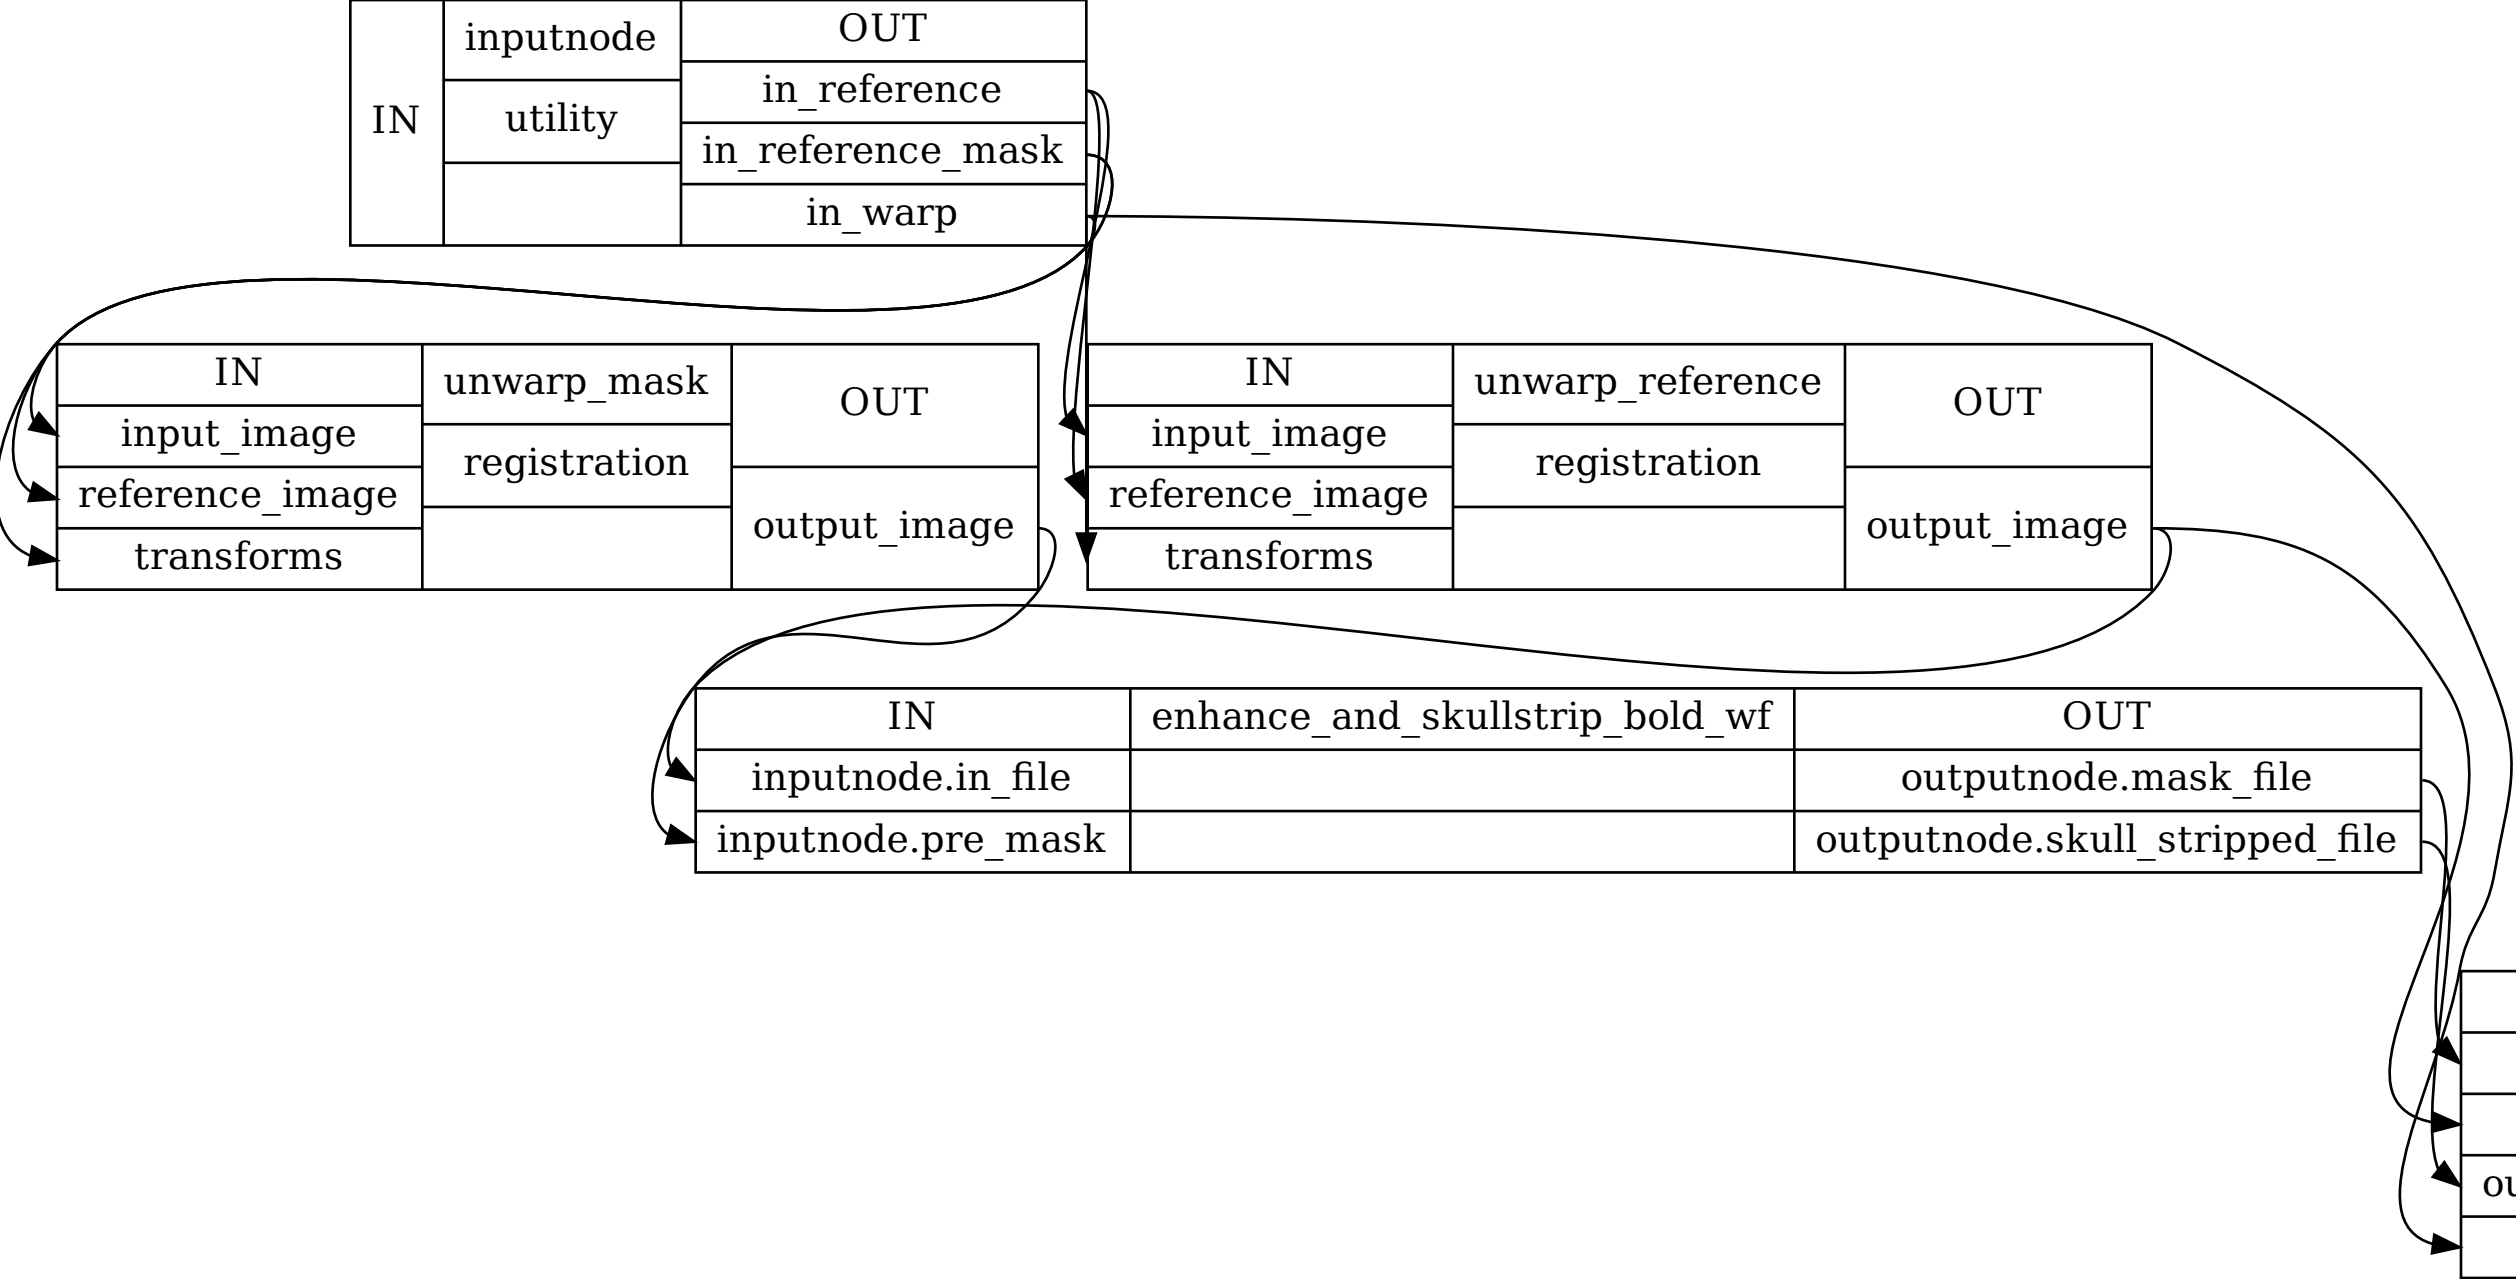 IN
inputnode
utility
OUT
in_reference
in_reference_mask
in_warp
IN
input_image
reference_image
transforms
unwarp_mask
registration
OUT
output_image
IN
input_image
reference_image
transforms
unwarp_reference
registration
OUT
output_image
IN
inputnode.in_file
inputnode.pre_mask
enhance_and_skullstrip_bold_wf
OUT
outputnode.mask_file
outputnode.skull_stripped_file